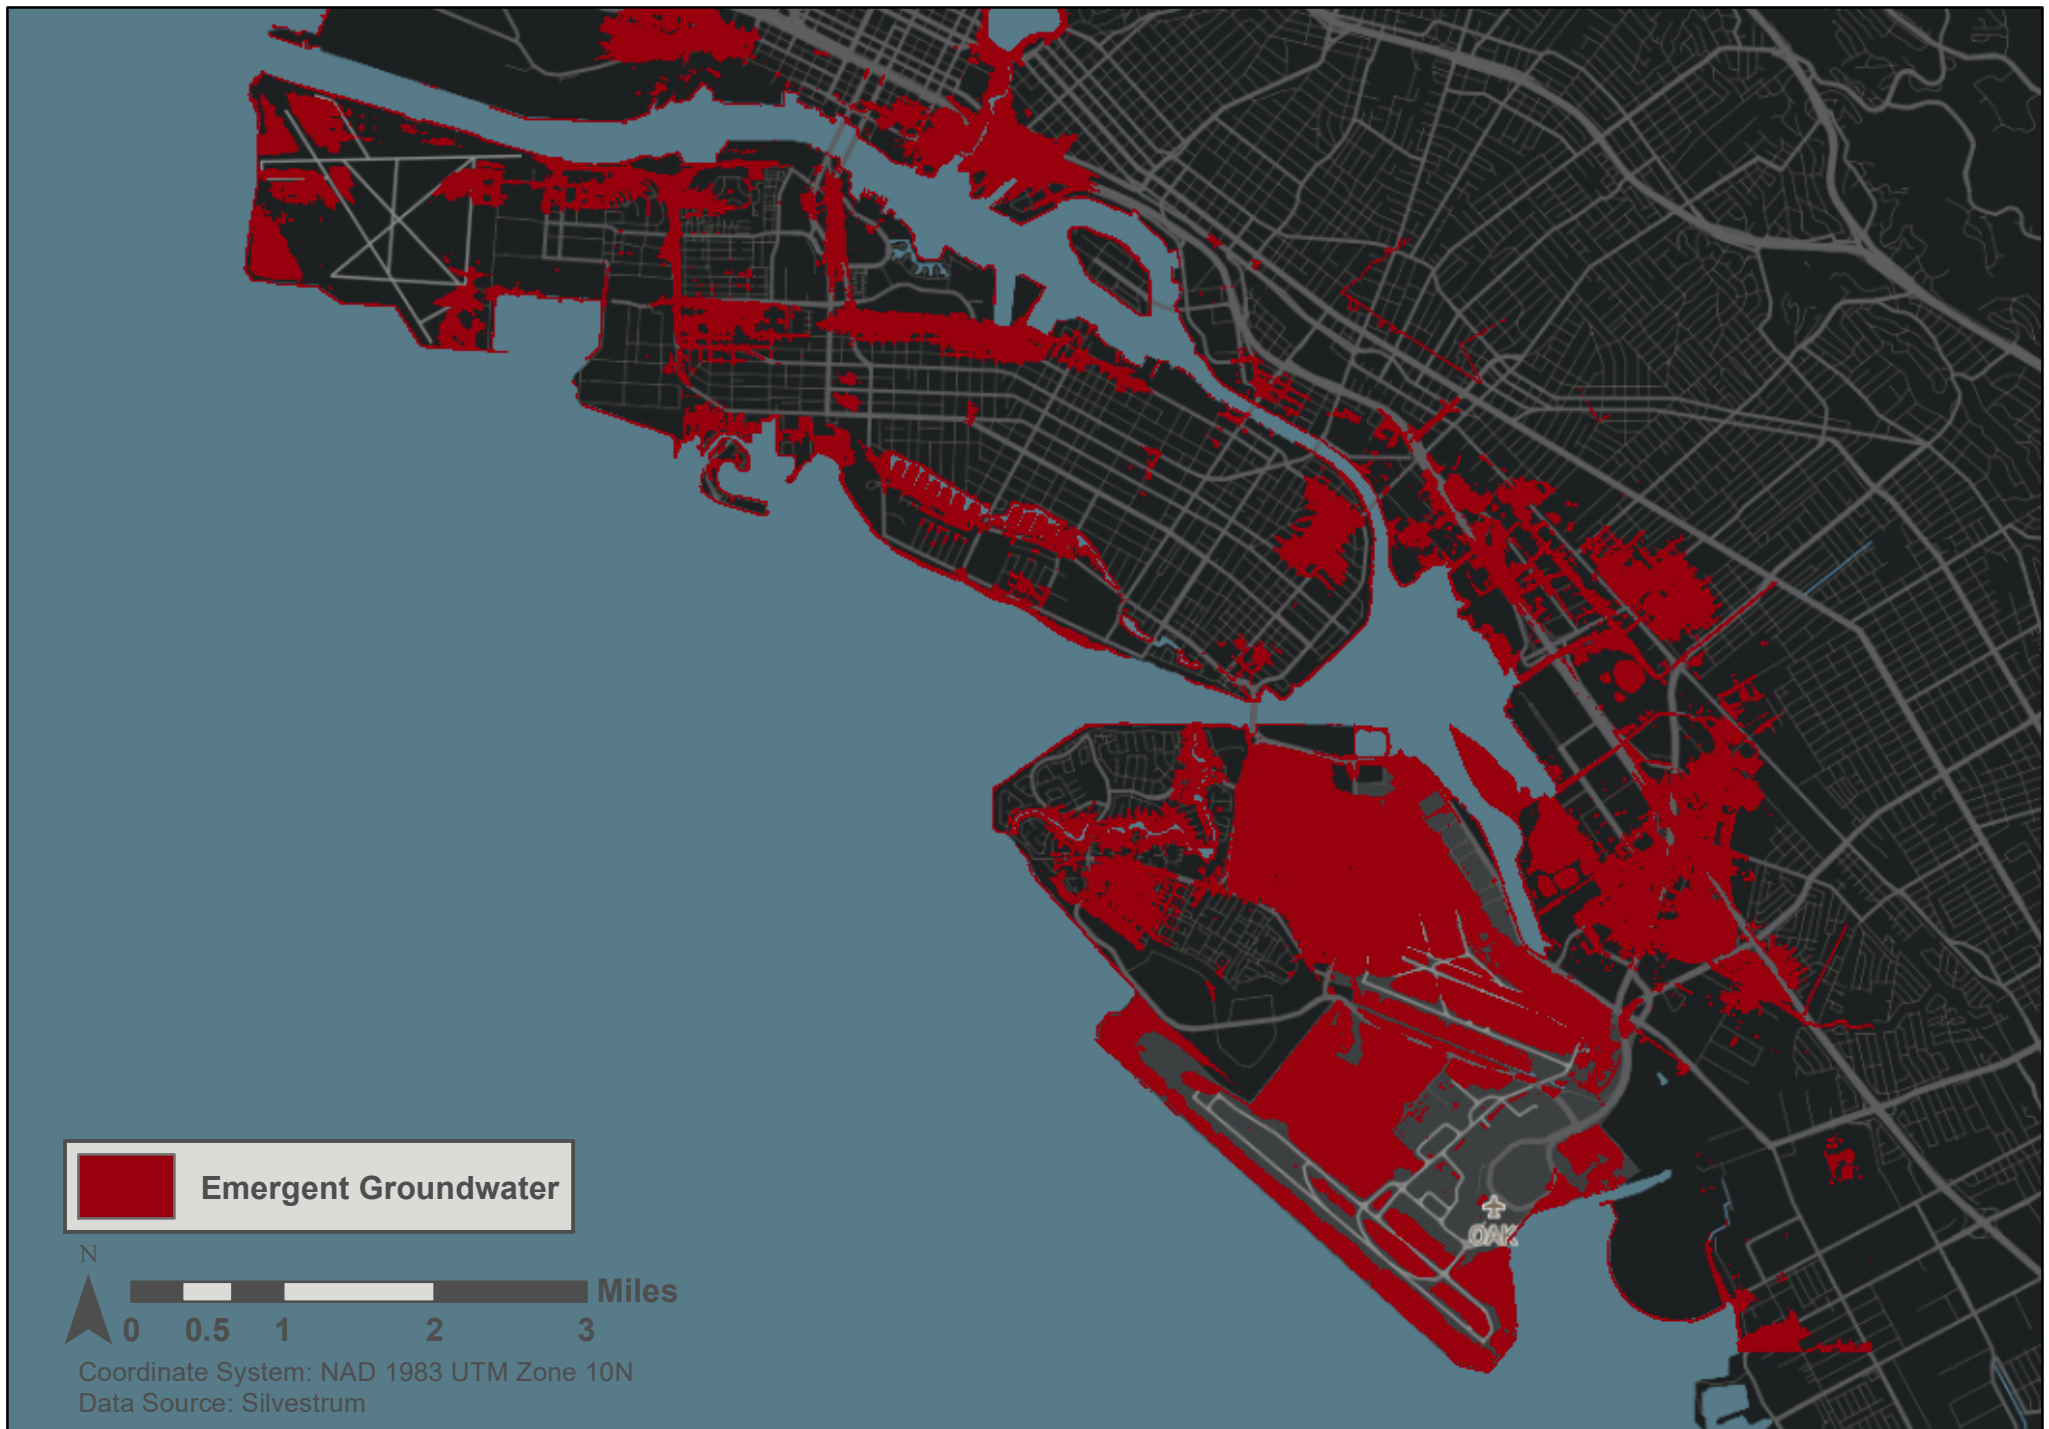 OAK
Emergent Groundwater
N
Miles
0 0.5 1 2 3
Coordinate System: NAD 1983 UTM Zone 10N
Data Source: Silvestrum